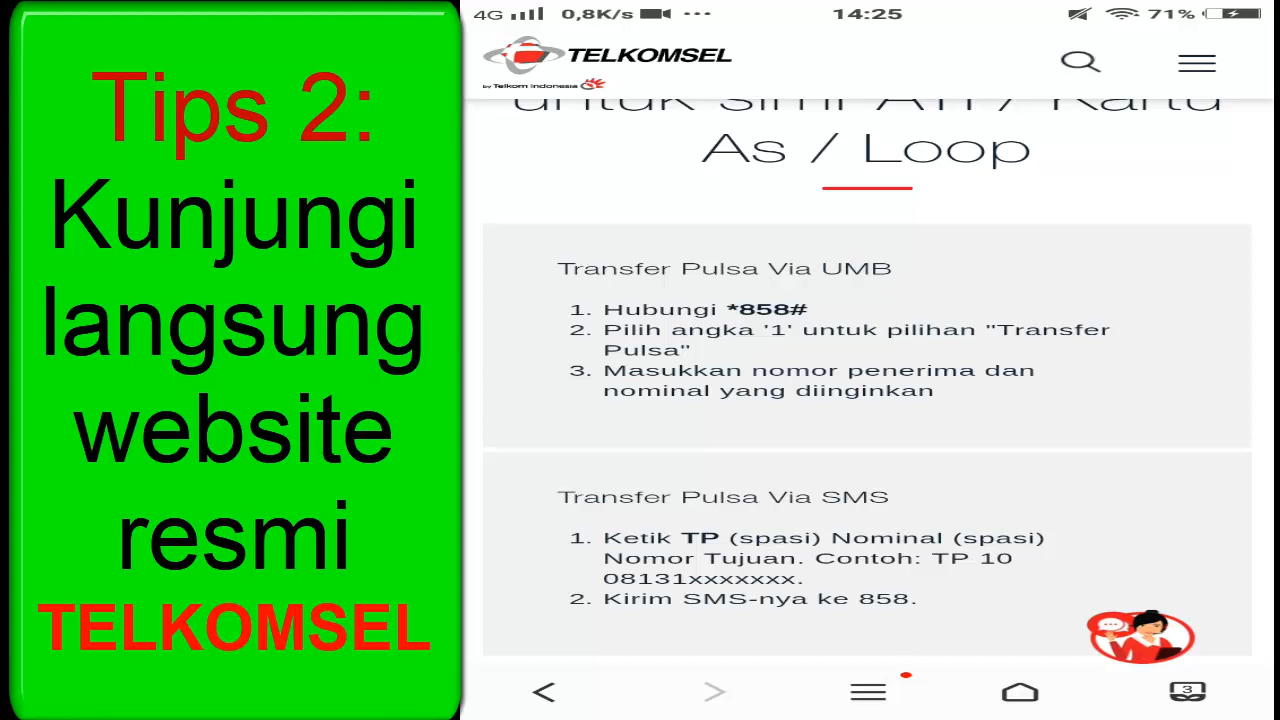 Tips 2:
Kunjungi
langsung
website
resmi
TELKOMSEL
4G 0,8K/s 14:25 71%
TELKOMSEL
by Telkom Indonesia
untuk simPATI / Kartu
As / Loop
Transfer Pulsa Via UMB
1. Hubungi *858#
2. Pilih angka '1' untuk pilihan "Transfer
Pulsa"
3. Masukkan nomor penerima dan
nominal yang diinginkan
Transfer Pulsa Via SMS
1. Ketik TP (spasi) Nominal (spasi)
Nomor Tujuan. Contoh: TP 10
08131xxxxxxx.
2. Kirim SMS-nya ke 858.
3